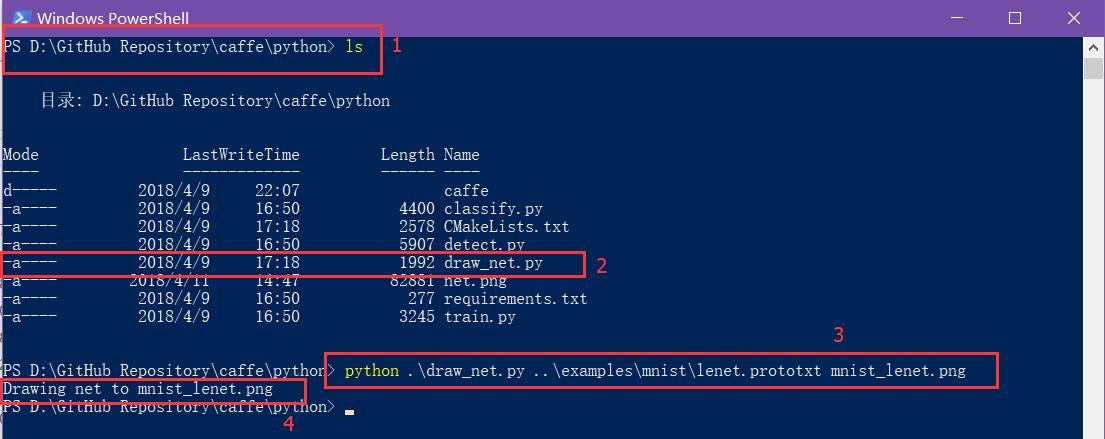 Windows PowerShell
PS D:\GitHub Repository\caffe\python> ls 1
目录: D:\GitHub Repository\caffe\python
Mode LastWriteTime Length Name
---- ------------- ------ ----
d----- 2018/4/9 22:07 caffe
-a---- 2018/4/9 16:50 4400 classify.py
-a---- 2018/4/9 17:18 2578 CMakeLists.txt
-a---- 2018/4/9 16:50 5907 detect.py
-a---- 2018/4/9 17:18 1992 draw_net.py 2
-a---- 2018/4/11 14:47 82881 net.png
-a---- 2018/4/9 16:50 277 requirements.txt
-a---- 2018/4/9 16:50 3245 train.py
3
PS D:\GitHub Repository\caffe\python> python .\draw_net.py ..\examples\mnist\lenet.prototxt mnist_lenet.png
Drawing net to mnist_lenet.png
PS D:\GitHub Repository\caffe\python>
4